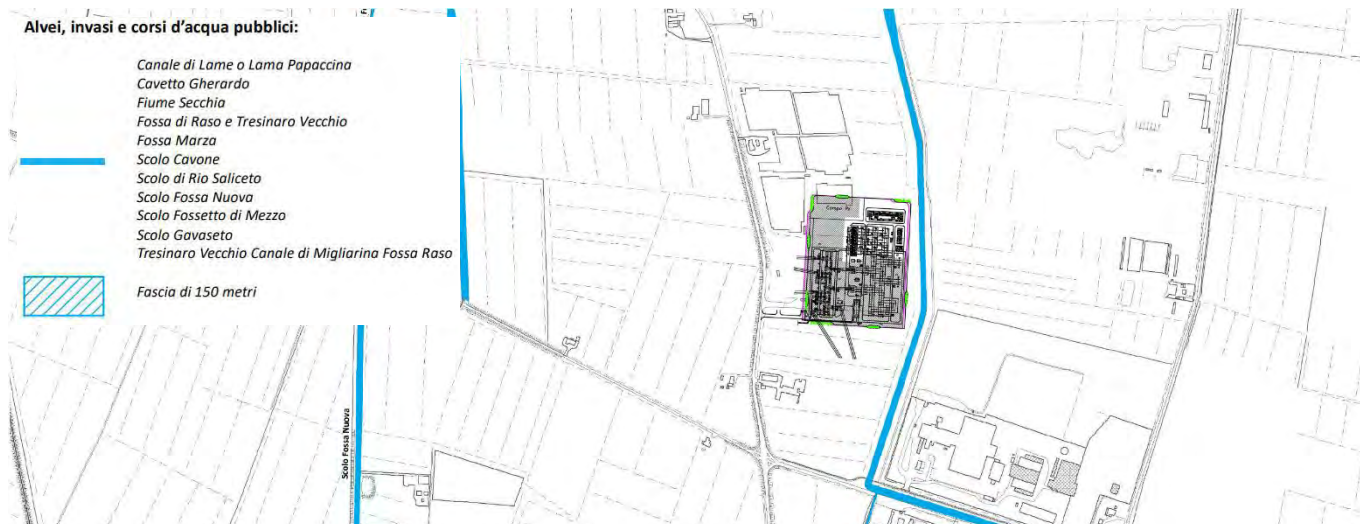 Alvei, invasi e corsi d'acqua pubblici:
Canale di Lame o Lama Papaccina
Cavetto Gherardo
Fiume Secchia
Fossa di Raso e Tresinaro Vecchio
Fossa Marza
Scolo Cavone
Scolo di Rio Saliceto
Scolo Fossa Nuova
Scolo Fossetto di Mezzo
Scolo Gavaseto
Tresinaro Vecchio Canale di Migliarina Fossa Raso
Fascia di 150 metri
Campo
Scolo Fossa Nuova